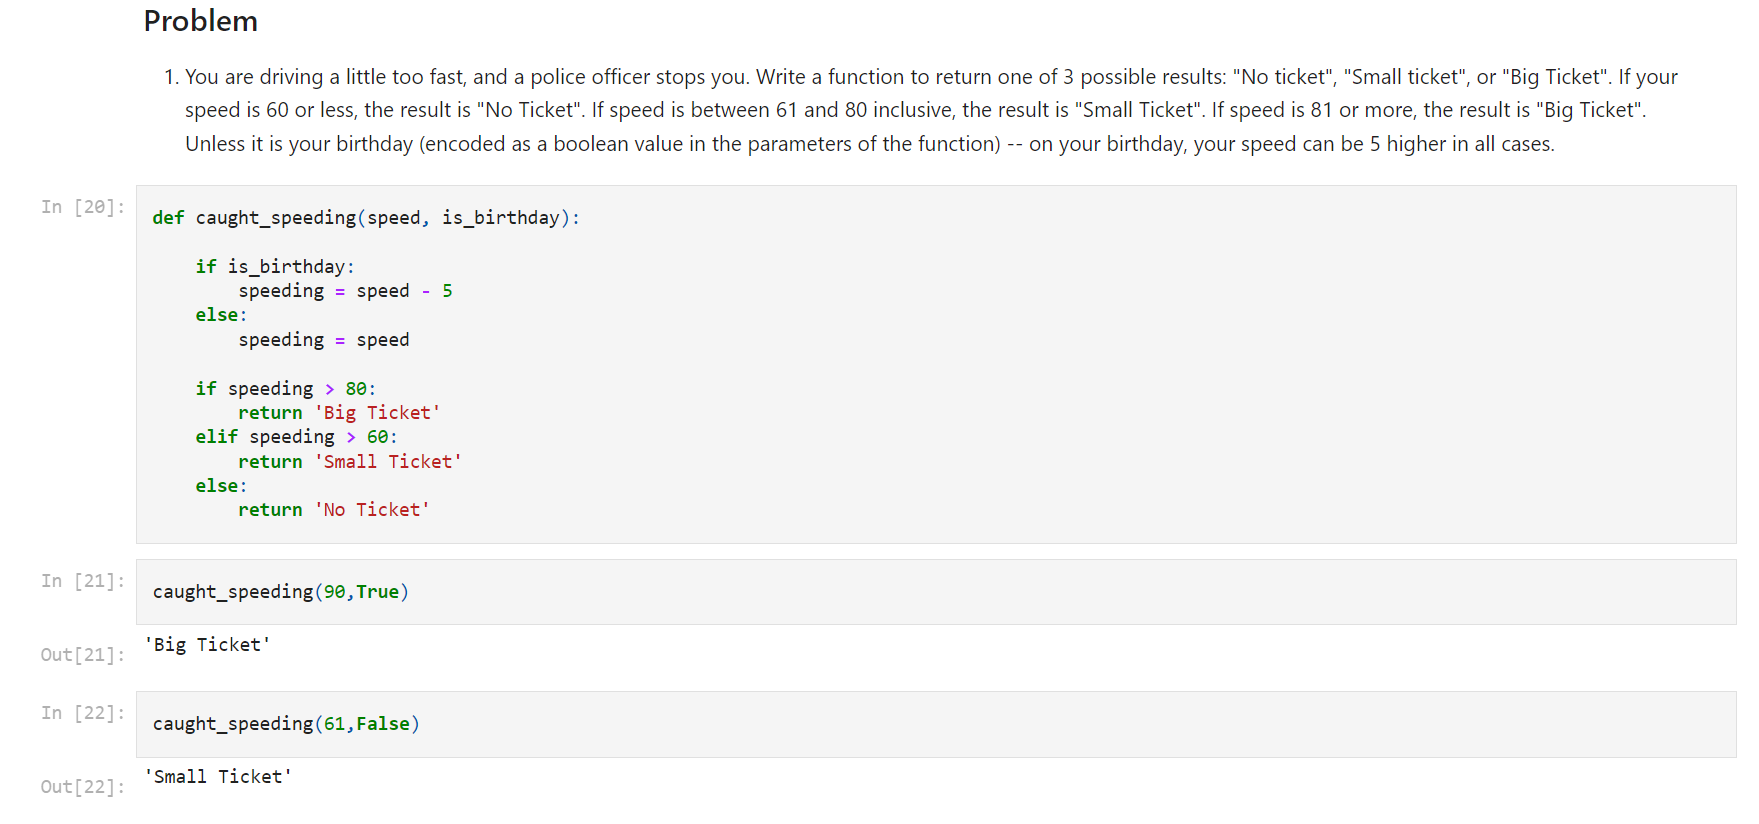 Problem
1. You are driving a little too fast, and a police officer stops you. Write a function to return one of 3 possible results: "No ticket", "Small ticket", or "Big Ticket". If your
speed is 60 or less, the result is "No Ticket". If speed is between 61 and 80 inclusive, the result is "Small Ticket". If speed is 81 or more, the result is "Big Ticket".
Unless it is your birthday (encoded as a boolean value in the parameters of the function) -- on your birthday, your speed can be 5 higher in all cases.
In [20]:
def caught_speeding(speed, is_birthday):
    if is_birthday:
        speeding = speed - 5
    else:
        speeding = speed
    if speeding > 80:
        return 'Big Ticket'
    elif speeding > 60:
        return 'Small Ticket'
    else:
        return 'No Ticket'
In [21]:
caught_speeding(90,True)
Out[21]:
'Big Ticket'
In [22]:
caught_speeding(61,False)
Out[22]:
'Small Ticket'